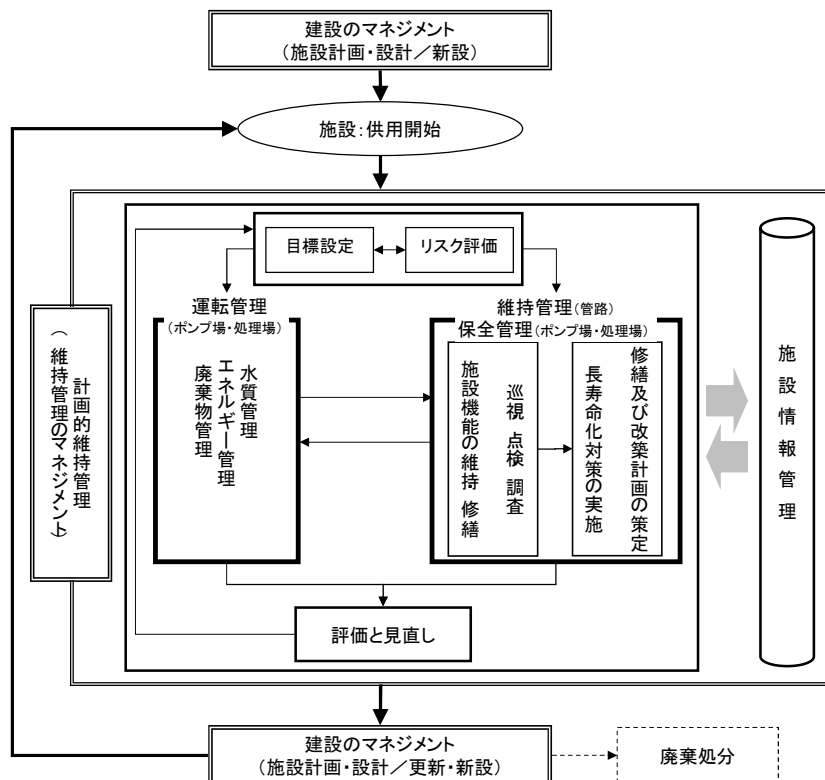 建設のマネジメント
(施設計画・設計／新設)
施設:供用開始
目標設定
リスク評価
運転管理
(ポンプ場・処理場)
維持管理(管路)
保全管理(ポンプ場・処理場)
水質管理
エネルギー管理
廃棄物管理
巡視 点検 調査
施設機能の維持 修繕
修繕及び改築計画の策定
長寿命化対策の実施
計画的維持管理
(維持管理のマネジメント)
施設情報管理
評価と見直し
建設のマネジメント
(施設計画・設計／更新・新設)
廃棄処分